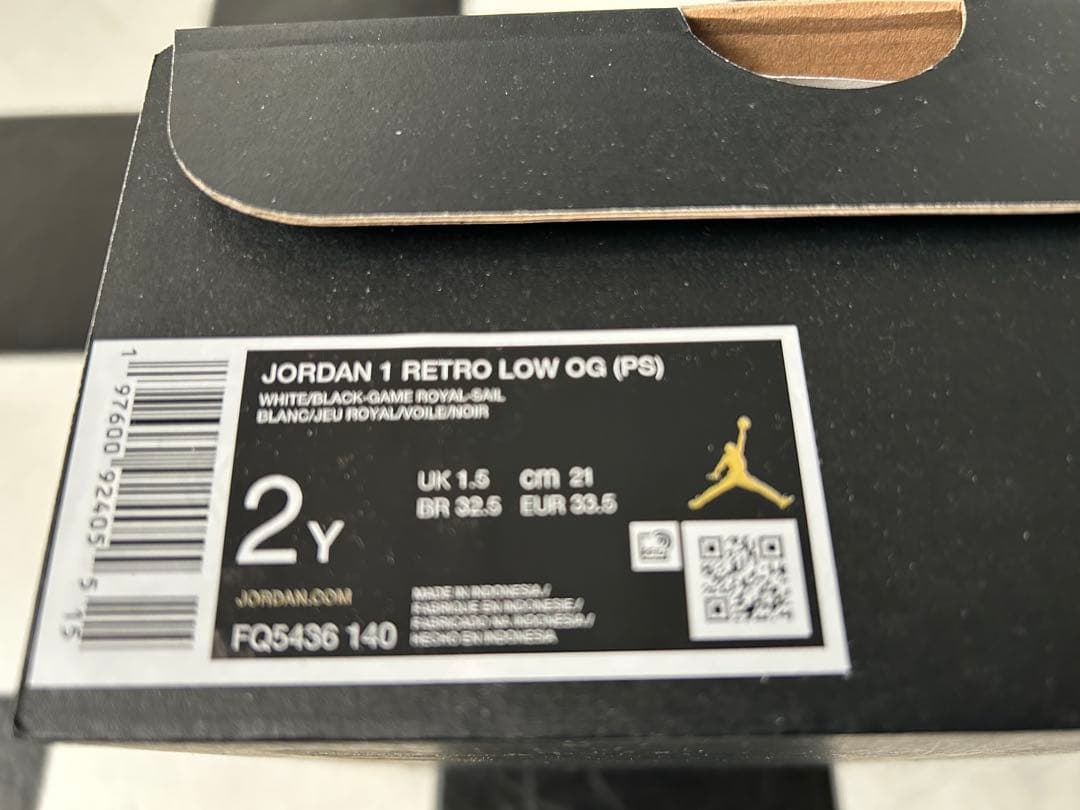 JORDAN 1 RETRO LOW OG (PS)
WHITE/BLACK-GAME ROYAL-SAIL
BLANC/JEU ROYAL/VOILE/NOIR
2Y
UK 1.5 cm 21
BR 32.5 EUR 33.5
JORDAN.COM
FQ5436 140
MADE IN INDONESIA/
FABRIQUE EN INDONESIE/
FABRICADO NA INDONESIA/
HECHO EN INDONESIA
1 97600 92405 5 15